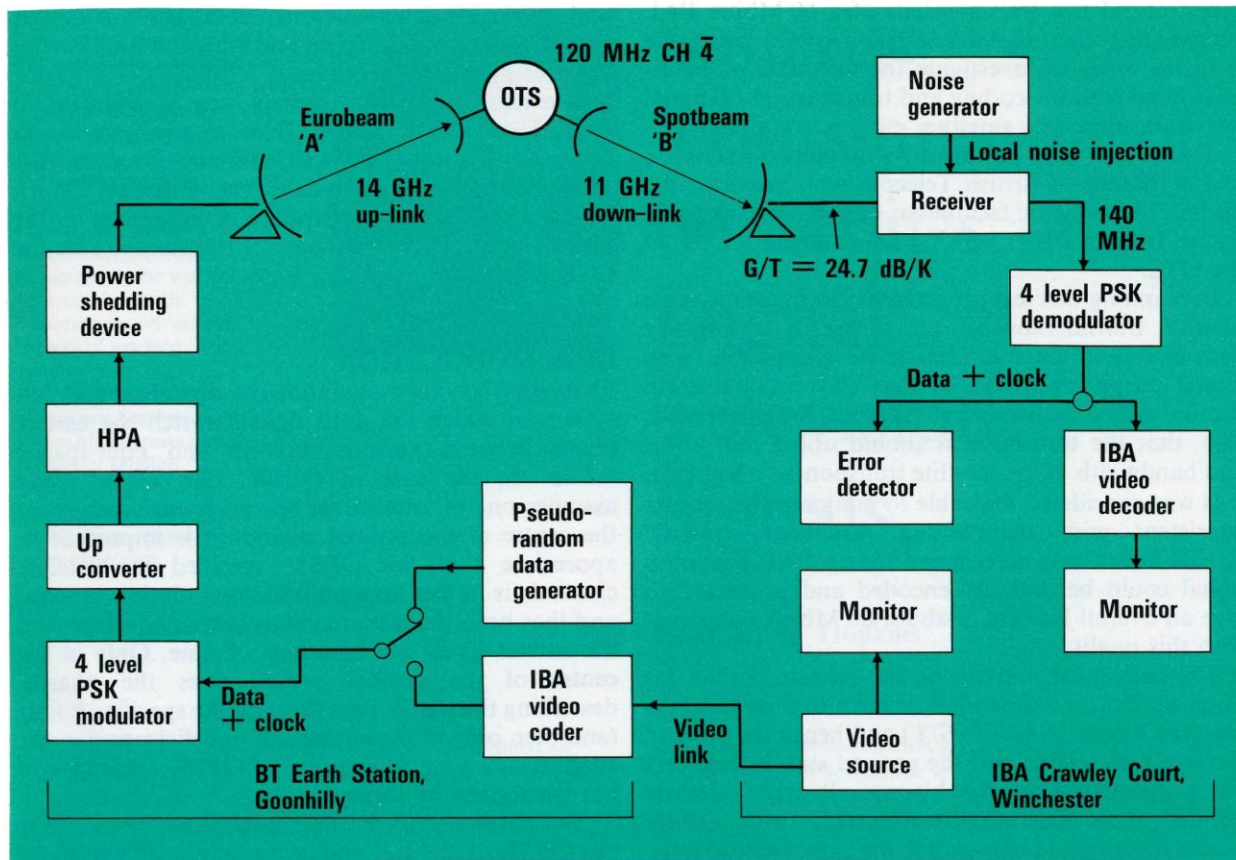 120 MHz CH 4̅
OTS
Eurobeam
'A'
14 GHz
up-link
Spotbeam
'B'
11 GHz
down-link
Noise
generator
Local noise injection
Receiver
G/T = 24.7 dB/K
140
MHz
4 level PSK
demodulator
Data + clock
Power
shedding
device
HPA
Up
converter
4 level
PSK
modulator
Data
+ clock
Pseudo-
random
data
generator
IBA
video
coder
Video
link
Error
detector
Monitor
Video
source
IBA
video
decoder
Monitor
BT Earth Station,
Goonhilly
IBA Crawley Court,
Winchester